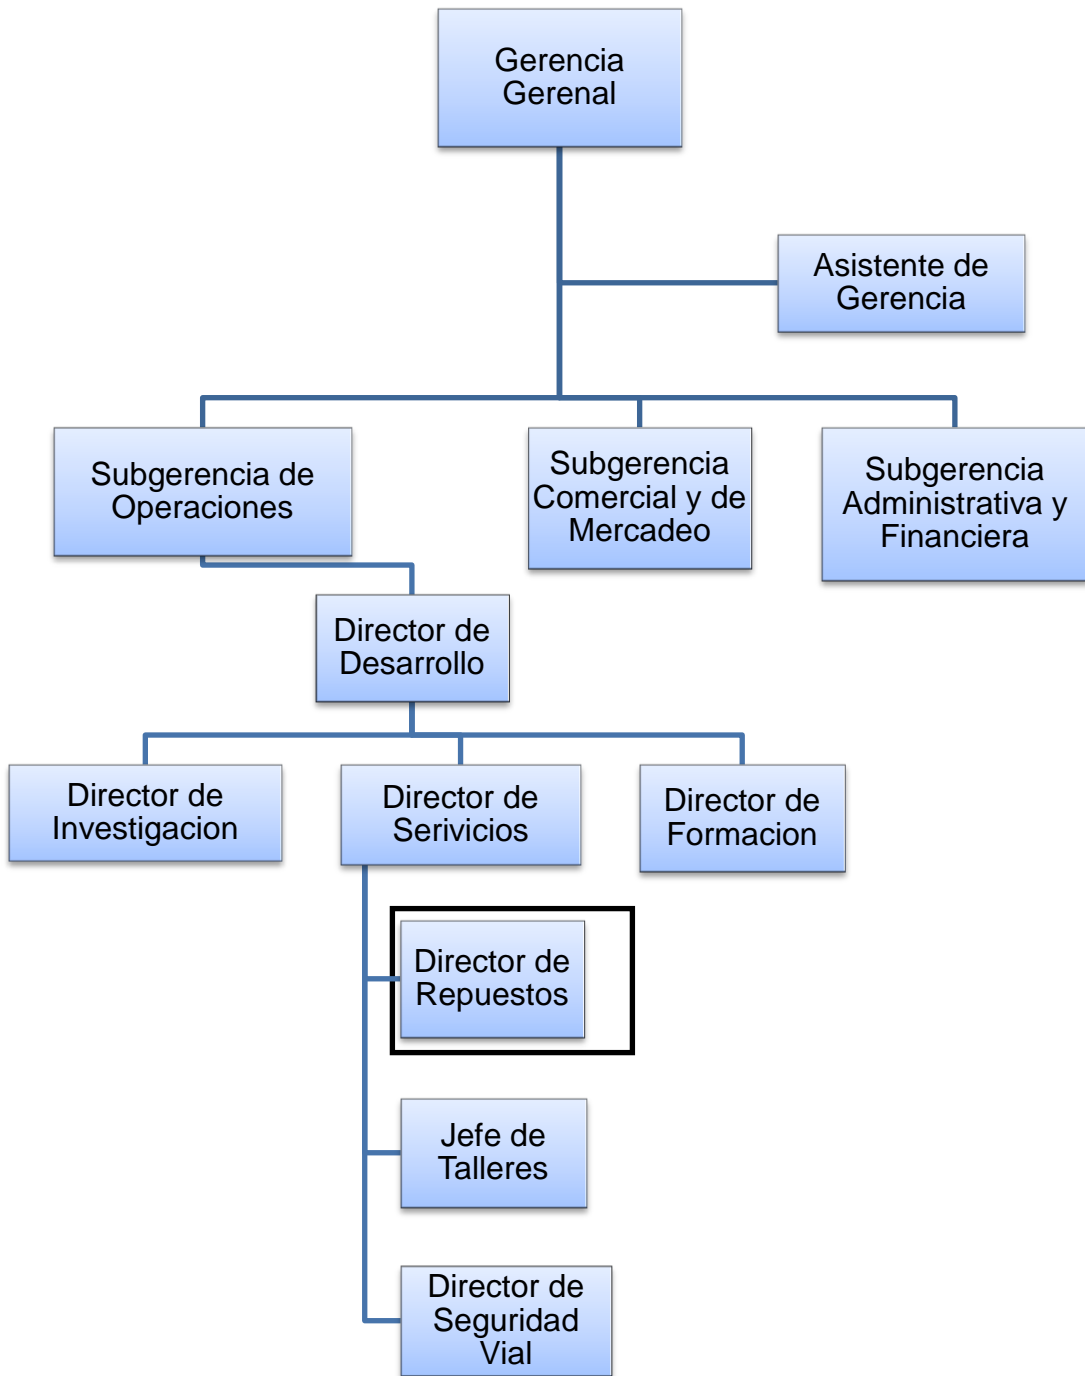 Gerencia
Gerenal
Asistente de
Gerencia
Subgerencia de
Operaciones
Subgerencia
Comercial y de
Mercadeo
Subgerencia
Administrativa y
Financiera
Director de
Desarrollo
Director de
Investigacion
Director de
Serivicios
Director de
Formacion
Director de
Repuestos
Jefe de
Talleres
Director de
Seguridad
Vial